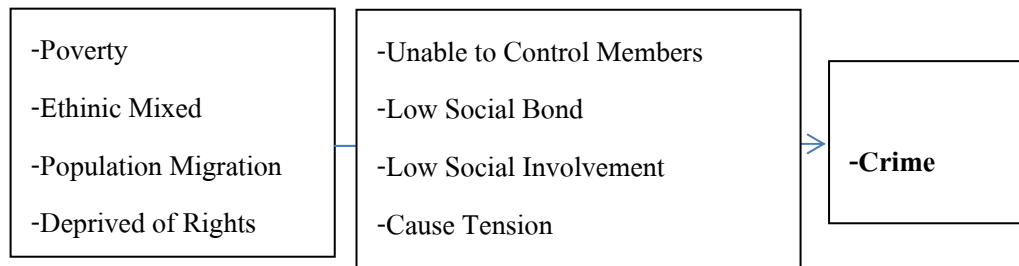 -Poverty
-Ethinic Mixed
-Population Migration
-Deprived of Rights
-Unable to Control Members
-Low Social Bond
-Low Social Involvement
-Cause Tension
-Crime